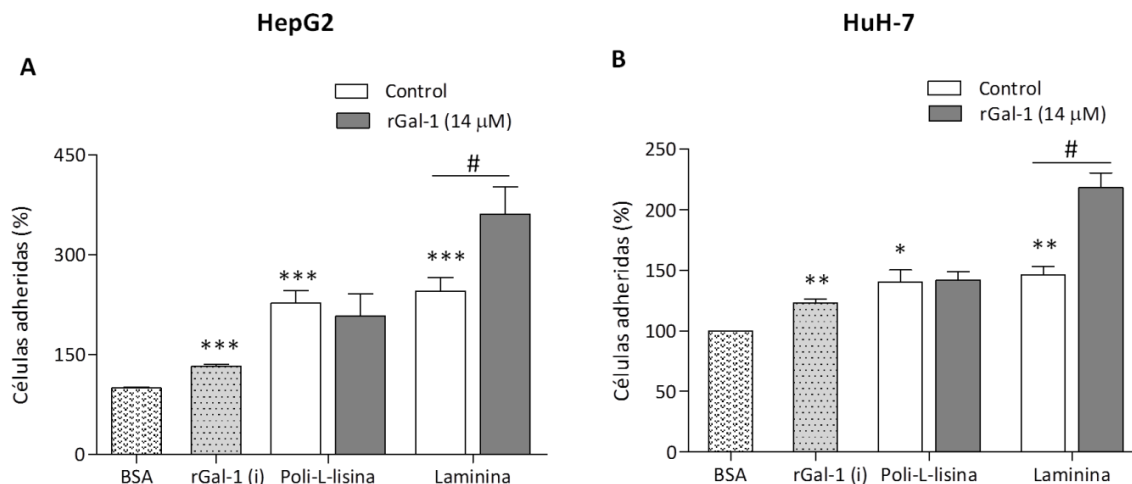 HepG2
A
Control
rGal-1 (14 μM)
450
300
150
0
Células adheridas (%)
***
***
***
#
BSA
rGal-1 (i)
Poli-L-lisina
Laminina
HuH-7
B
Control
rGal-1 (14 μM)
250
200
150
100
50
0
Células adheridas (%)
**
*
**
#
BSA
rGal-1 (i)
Poli-L-lisina
Laminina